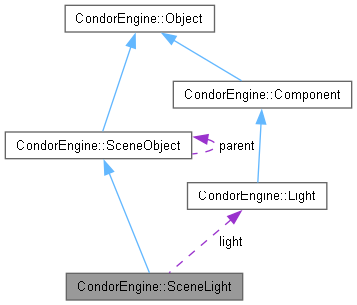 CondorEngine::Object
CondorEngine::Component
CondorEngine::SceneObject
parent
CondorEngine::Light
light
CondorEngine::SceneLight